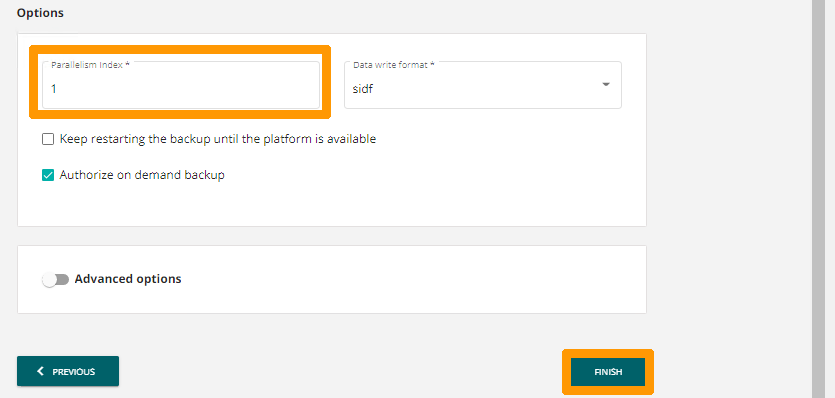 Options
Parallelism Index *
Data write format *
1
sidf
Keep restarting the backup until the platform is available
Authorize on demand backup
Advanced options
PREVIOUS
FINISH